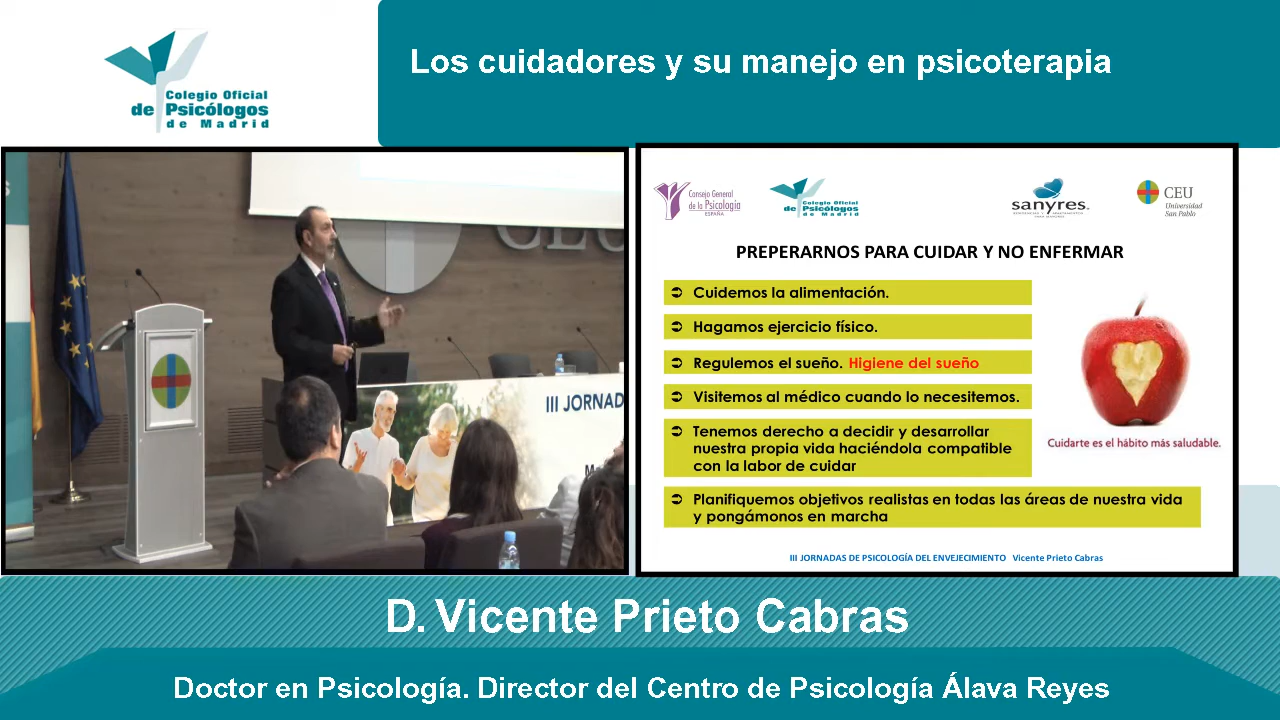 Los cuidadores y su manejo en psicoterapia
Colegio Oficial
de Psicólogos
de Madrid
CEU
III JORNAD
Consejo General
de la Psicología
ESPAÑA
Colegio Oficial
de Psicólogos
de Madrid
sanyres
CEU
Universidad
San Pablo
PREPERARNOS PARA CUIDAR Y NO ENFERMAR
Cuidemos la alimentación.
Hagamos ejercicio físico.
Regulemos el sueño. Higiene del sueño
Visitemos al médico cuando lo necesitemos.
Tenemos derecho a decidir y desarrollar
nuestra propia vida haciéndola compatible
con la labor de cuidar
Planifiquemos objetivos realistas en todas las áreas de nuestra vida
y pongámonos en marcha
Cuidarte es el hábito más saludable.
III JORNADAS DE PSICOLOGÍA DEL ENVEJECIMIENTO Vicente Prieto Cabras
D. Vicente Prieto Cabras
Doctor en Psicología. Director del Centro de Psicología Álava Reyes